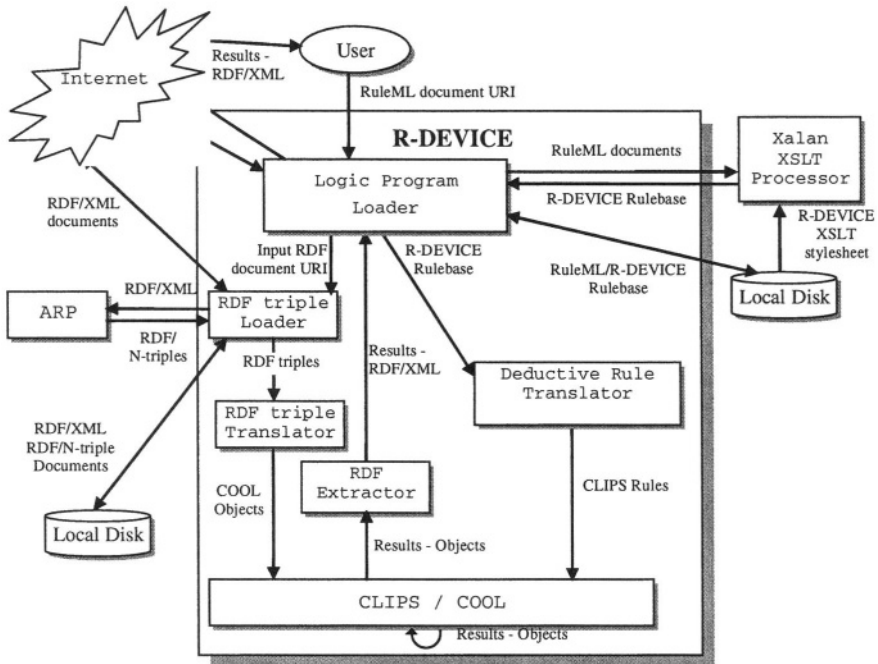 Internet
Results -
RDF/XML
User
RuleML document URI
R-DEVICE
Logic Program
Loader
RuleML documents
R-DEVICE Rulebase
Xalan
XSLT
Processor
R-DEVICE
XSLT
stylesheet
RuleML/R-DEVICE
Rulebase
Local Disk
RDF/XML
documents
Input RDF
document URI
R-DEVICE
Rulebase
ARP
RDF/XML
RDF/
N-triples
RDF triple
Loader
RDF triples
Results -
RDF/XML
Deductive Rule
Translator
RDF triple
Translator
RDF/XML
RDF/N-triple
Documents
Local Disk
COOL
Objects
RDF
Extractor
CLIPS Rules
Results - Objects
CLIPS / COOL
Results - Objects